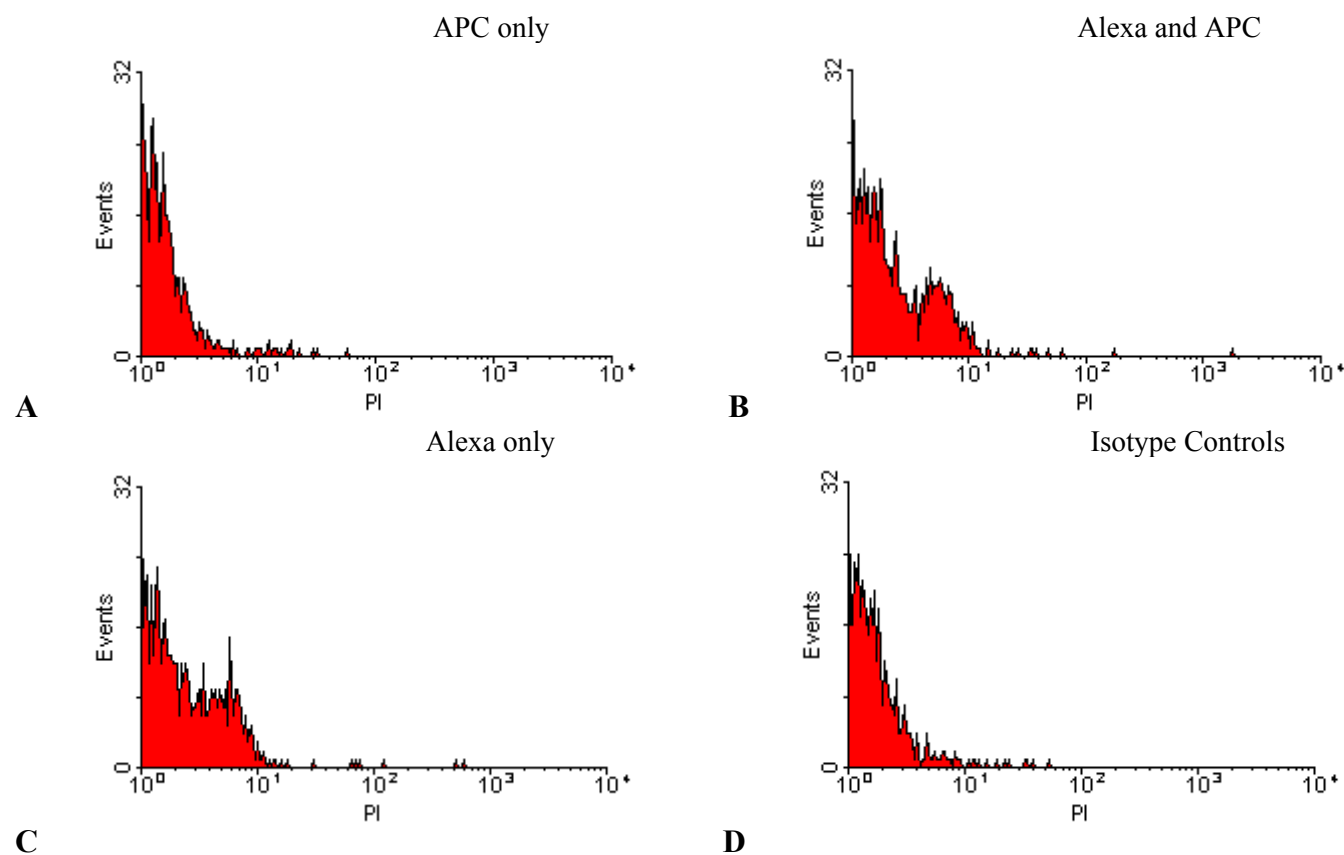 APC only
32
Events
0
10⁰ 10¹ 10² 10³ 10⁴
PI
A
Alexa and APC
32
Events
0
10⁰ 10¹ 10² 10³ 10⁴
PI
B
Alexa only
32
Events
0
10⁰ 10¹ 10² 10³ 10⁴
PI
C
Isotype Controls
32
Events
0
10⁰ 10¹ 10² 10³ 10⁴
PI
D